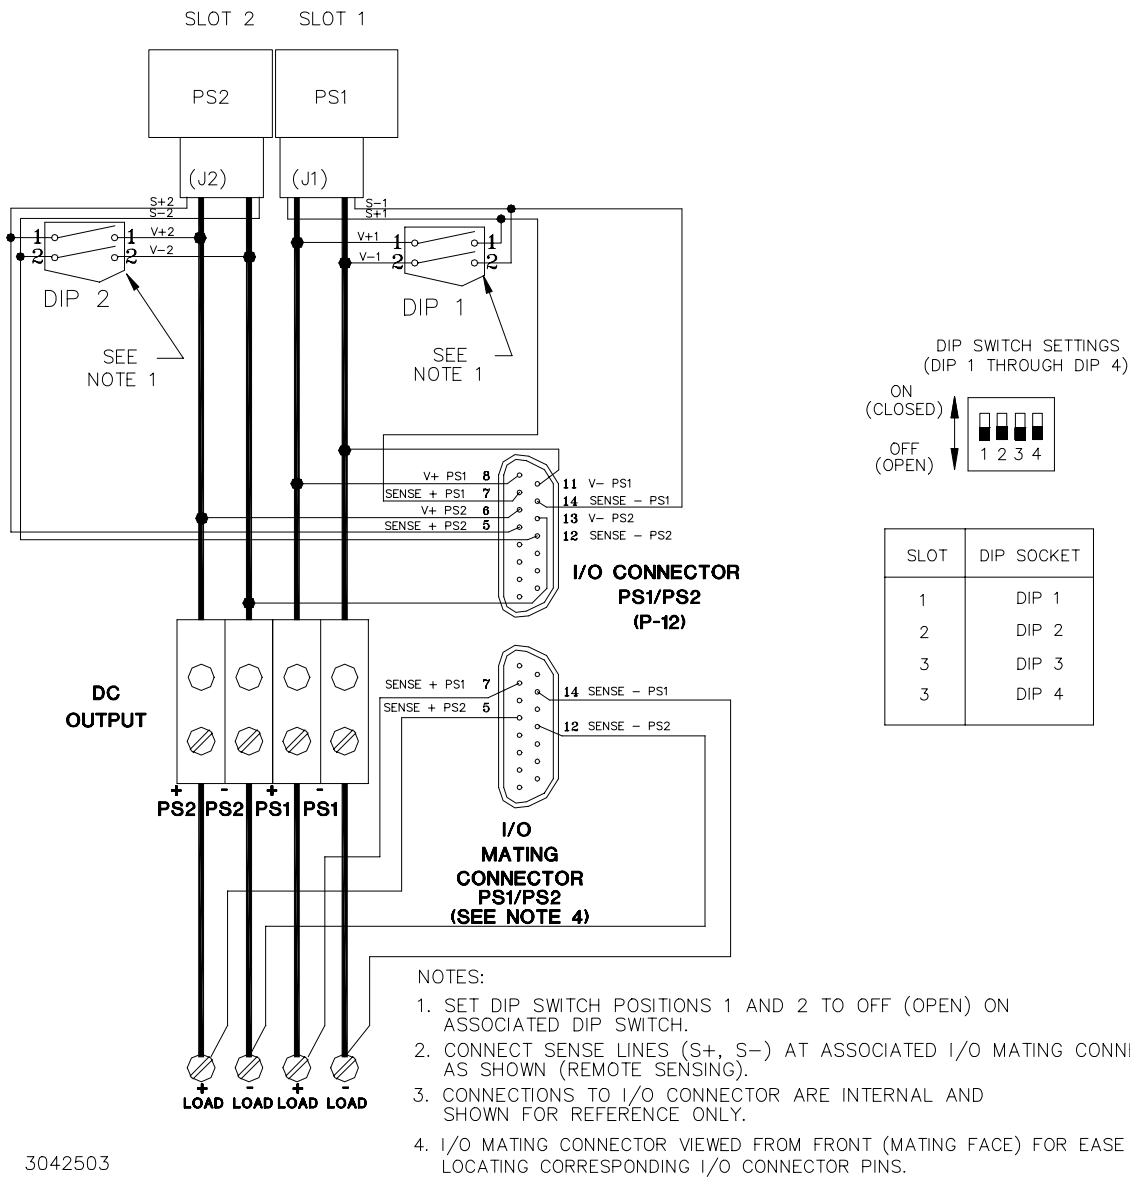 SLOT 2 SLOT 1
PS2 PS1
(J2) (J1)
S+2
S-2
V+2
V-2
1 1
2 2
DIP 2
SEE
NOTE 1
S-1
S+1
V+1
V-1
1 1
2 2
DIP 1
SEE
NOTE 1
DIP SWITCH SETTINGS
(DIP 1 THROUGH DIP 4)
ON
(CLOSED)
OFF
(OPEN)
1 2 3 4
V+ PS1 8
SENSE + PS1 7
V+ PS2 6
SENSE + PS2 5
11 V- PS1
14 SENSE - PS1
13 V- PS2
12 SENSE - PS2
I/O CONNECTOR
PS1/PS2
(P-12)
SLOT DIP SOCKET
1 DIP 1
2 DIP 2
3 DIP 3
3 DIP 4
DC
OUTPUT
SENSE + PS1 7
SENSE + PS2 5
14 SENSE - PS1
12 SENSE - PS2
+ - + -
PS2 PS2 PS1 PS1
I/O
MATING
CONNECTOR
PS1/PS2
(SEE NOTE 4)
+ - + -
LOAD LOAD LOAD LOAD
NOTES:
1. SET DIP SWITCH POSITIONS 1 AND 2 TO OFF (OPEN) ON
ASSOCIATED DIP SWITCH.
2. CONNECT SENSE LINES (S+, S-) AT ASSOCIATED I/O MATING
AS SHOWN (REMOTE SENSING).
3. CONNECTIONS TO I/O CONNECTOR ARE INTERNAL AND
SHOWN FOR REFERENCE ONLY.
4. I/O MATING CONNECTOR VIEWED FROM FRONT (MATING FACE) FOR EASE
LOCATING CORRESPONDING I/O CONNECTOR PINS.
3042503